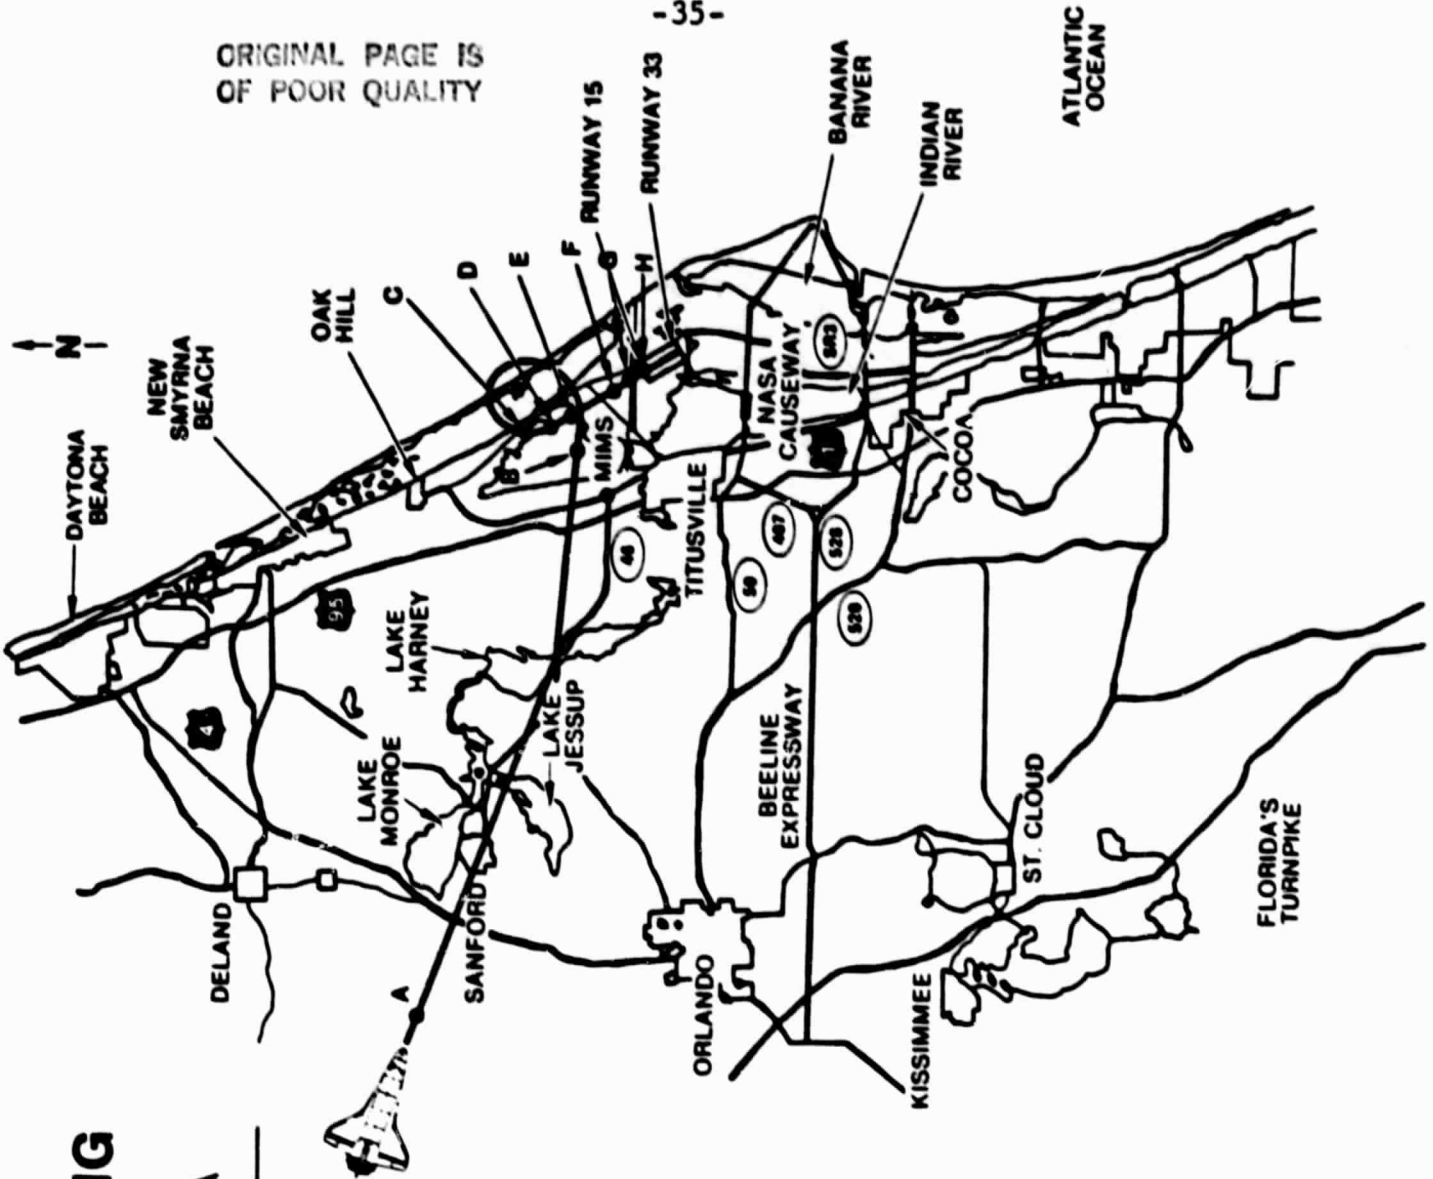 -35-
ORIGINAL PAGE IS
OF POOR QUALITY
N
DAYTONA
BEACH
NEW
SMYRNA
BEACH
OAK
HILL
C
D
E
F
G
H
RUNWAY 15
RUNWAY 33
BANANA
RIVER
INDIAN
RIVER
ATLANTIC
OCEAN
B
MIMS
TITUSVILLE
NASA
CAUSEWAY
SR3
COCOA
95
4
46
50
407
528
520
LAKE
HARNEY
LAKE
MONROE
LAKE
JESSUP
BEELINE
EXPRESSWAY
ST. CLOUD
FLORIDA'S
TURNPIKE
DELAND
SANFORD
A
ORLANDO
KISSIMMEE